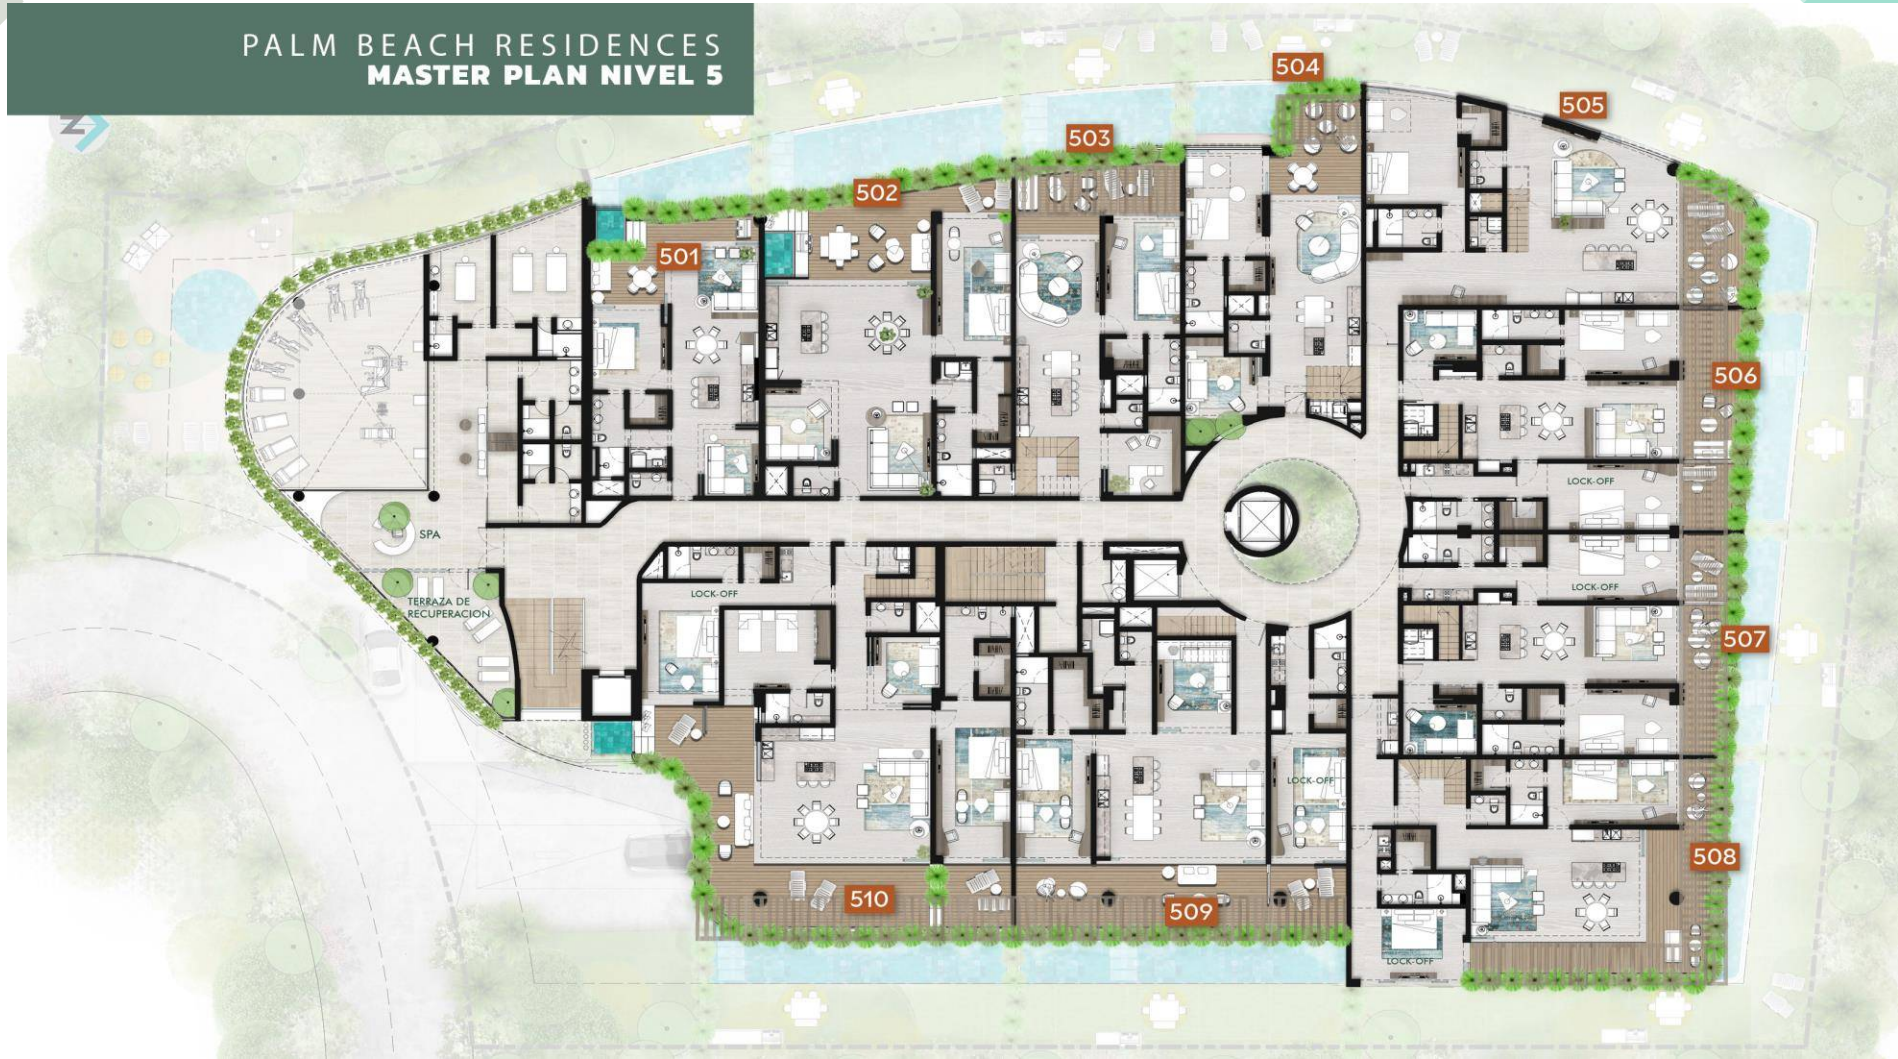 PALM BEACH RESIDENCES
MASTER PLAN NIVEL 5
N
504
505
503
502
501
506
LOCK-OFF
SPA
LOCK-OFF
TERRAZA DE
RECUPERACION
LOCK-OFF
507
LOCK-OFF
508
510
509
LOCK-OFF